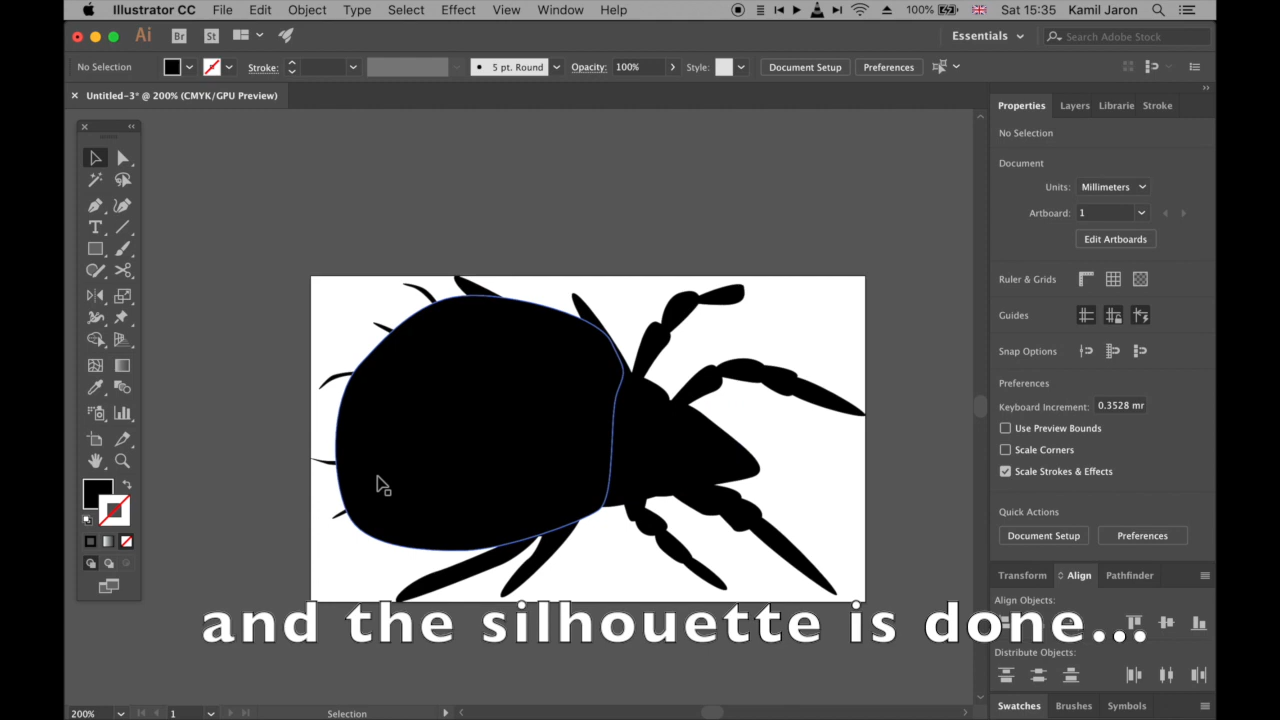 Illustrator CC File Edit Object Type Select Effect View Window Help 100% Sat 15:35 Kamil Jaron
Ai Br St Essentials Search Adobe Stock
No Selection Stroke: 5 pt. Round Opacity: 100% Style: Document Setup Preferences
Untitled-3* @ 200% (CMYK/GPU Preview)
Properties Layers Librarie Stroke
No Selection
Document
Units: Millimeters
Artboard: 1
Edit Artboards
Ruler & Grids
Guides
Snap Options
Preferences
Keyboard Increment: 0.3528 mr
Use Preview Bounds
Scale Corners
Scale Strokes & Effects
Quick Actions
Document Setup Preferences
Transform Align Pathfinder
Align Objects:
and the silhouette is done...
Distribute Objects:
Swatches Brushes Symbols
200% 1 Selection